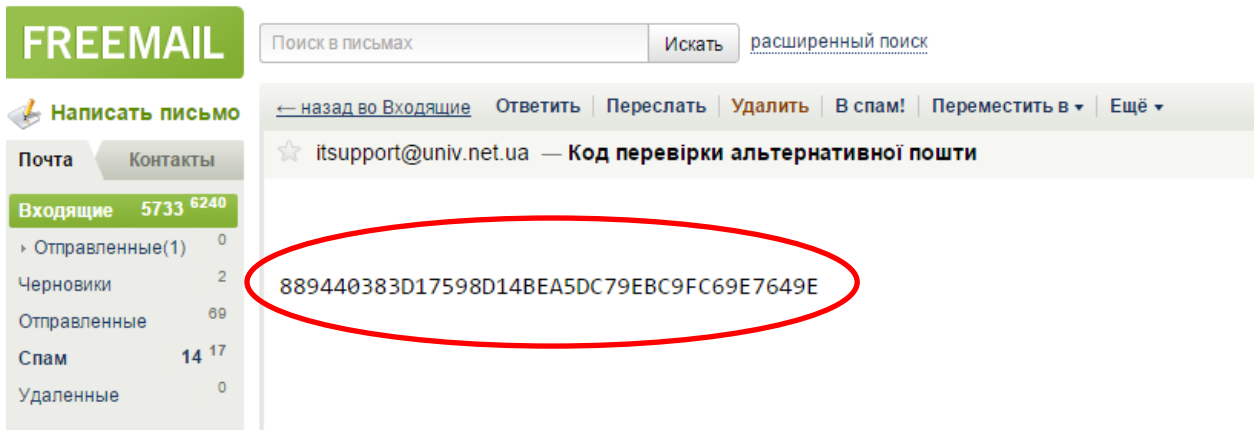 FREEMAIL
Поиск в письмах Искать расширенный поиск
Написать письмо
← назад во Входящие Ответить Переслать Удалить В спам! Переместить в ▾ Ещё ▾
Почта Контакты
itsupport@univ.net.ua — Код перевірки альтернативної пошти
Входящие 5733 6240
Отправленные(1) 0
Черновики 2
889440383D17598D14BEA5DC79EBC9FC69E7649E
Отправленные 69
Спам 14 17
Удаленные 0